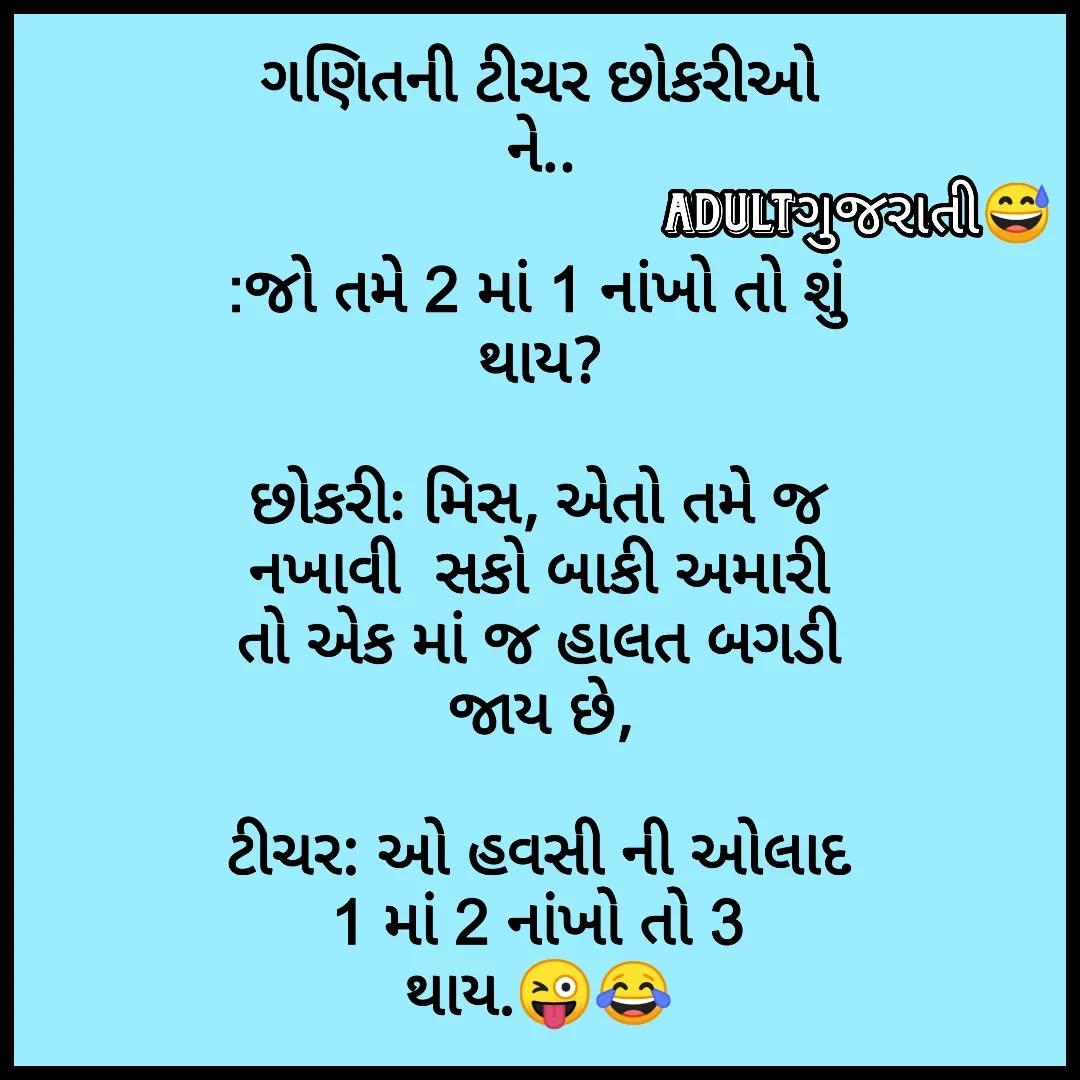 ગણિતની ટીચર છોકરીઓ
ને..
ADULTગુજરાતી😅
:જો તમે 2 માં 1 નાંખો તો શું
થાય?
છોકરીઃ મિસ, એતો તમે જ
નખાવી  સકો બાકી અમારી
તો એક માં જ હાલત બગડી
જાય છે,
ટીચર: ઓ હવસી ની ઓલાદ
1 માં 2 નાંખો તો 3
થાય.😜😂